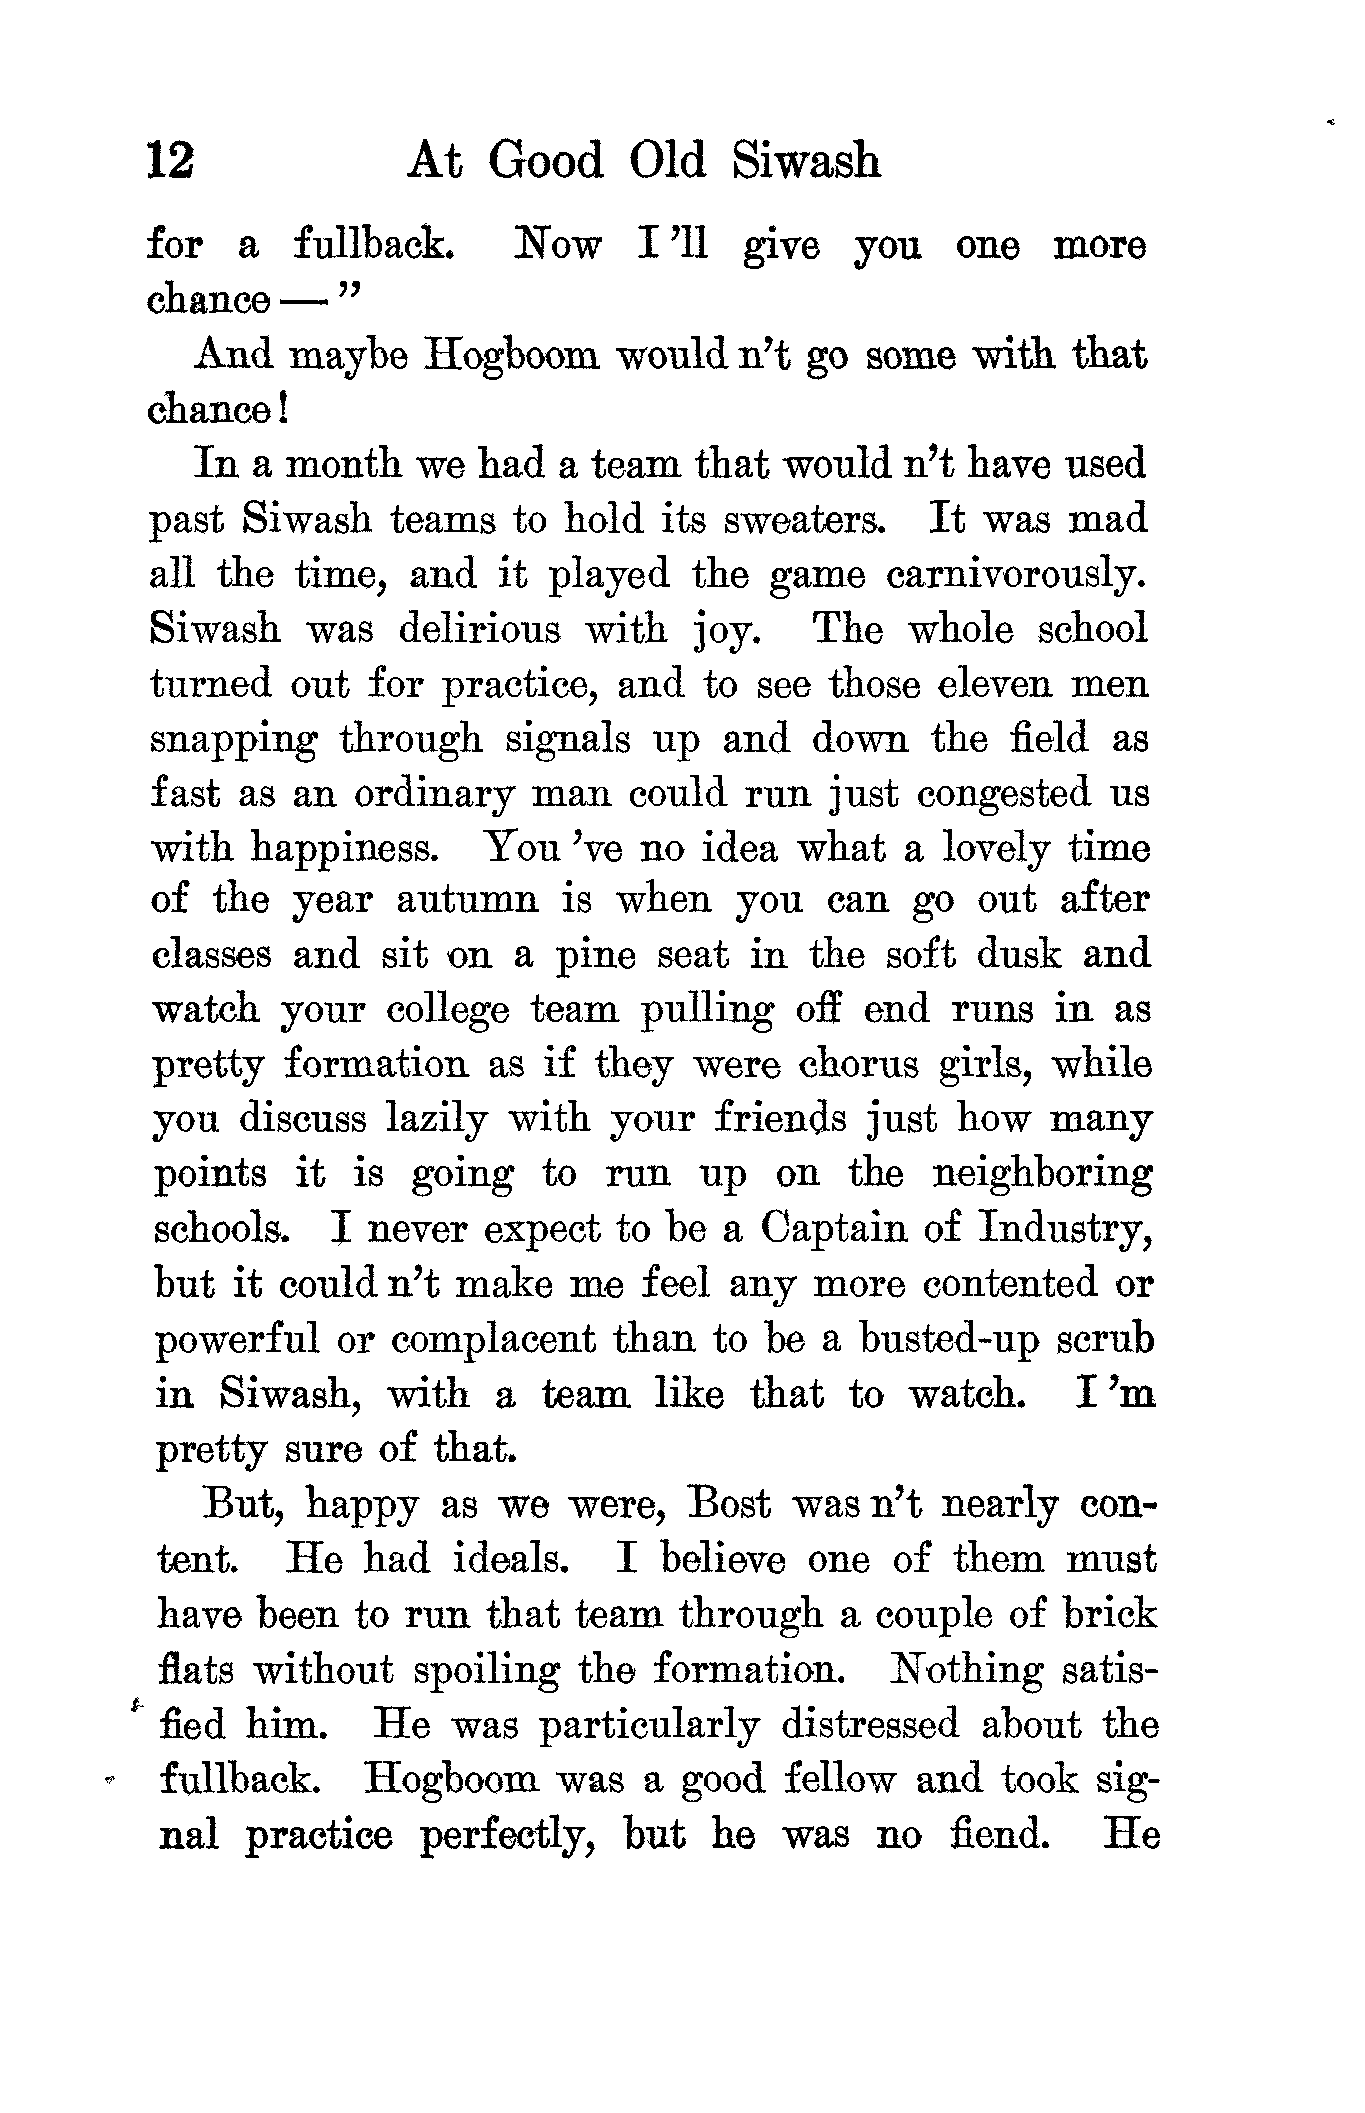 12 At Good Old Siwash
for a fullback. Now I 'll give you one more
chance — "
And maybe Hogboom would n't go some with that
chance!
In a month we had a team that would n't have used
past Siwash teams to hold its sweaters. It was mad
all the time, and it played the game carnivorously.
Siwash was delirious with joy. The whole school
turned out for practice, and to see those eleven men
snapping through signals up and down the field as
fast as an ordinary man could run just congested us
with happiness. You 've no idea what a lovely time
of the year autumn is when you can go out after
classes and sit on a pine seat in the soft dusk and
watch your college team pulling off end runs in as
pretty formation as if they were chorus girls, while
you discuss lazily with your friends just how many
points it is going to run up on the neighboring
schools. I never expect to be a Captain of Industry,
but it could n't make me feel any more contented or
powerful or complacent than to be a busted-up scrub
in Siwash, with a team like that to watch. I 'm
pretty sure of that.
But, happy as we were, Bost was n't nearly con-
tent. He had ideals. I believe one of them must
have been to run that team through a couple of brick
flats without spoiling the formation. Nothing satis-
fied him. He was particularly distressed about the
fullback. Hogboom was a good fellow and took sig-
nal practice perfectly, but he was no fiend. He